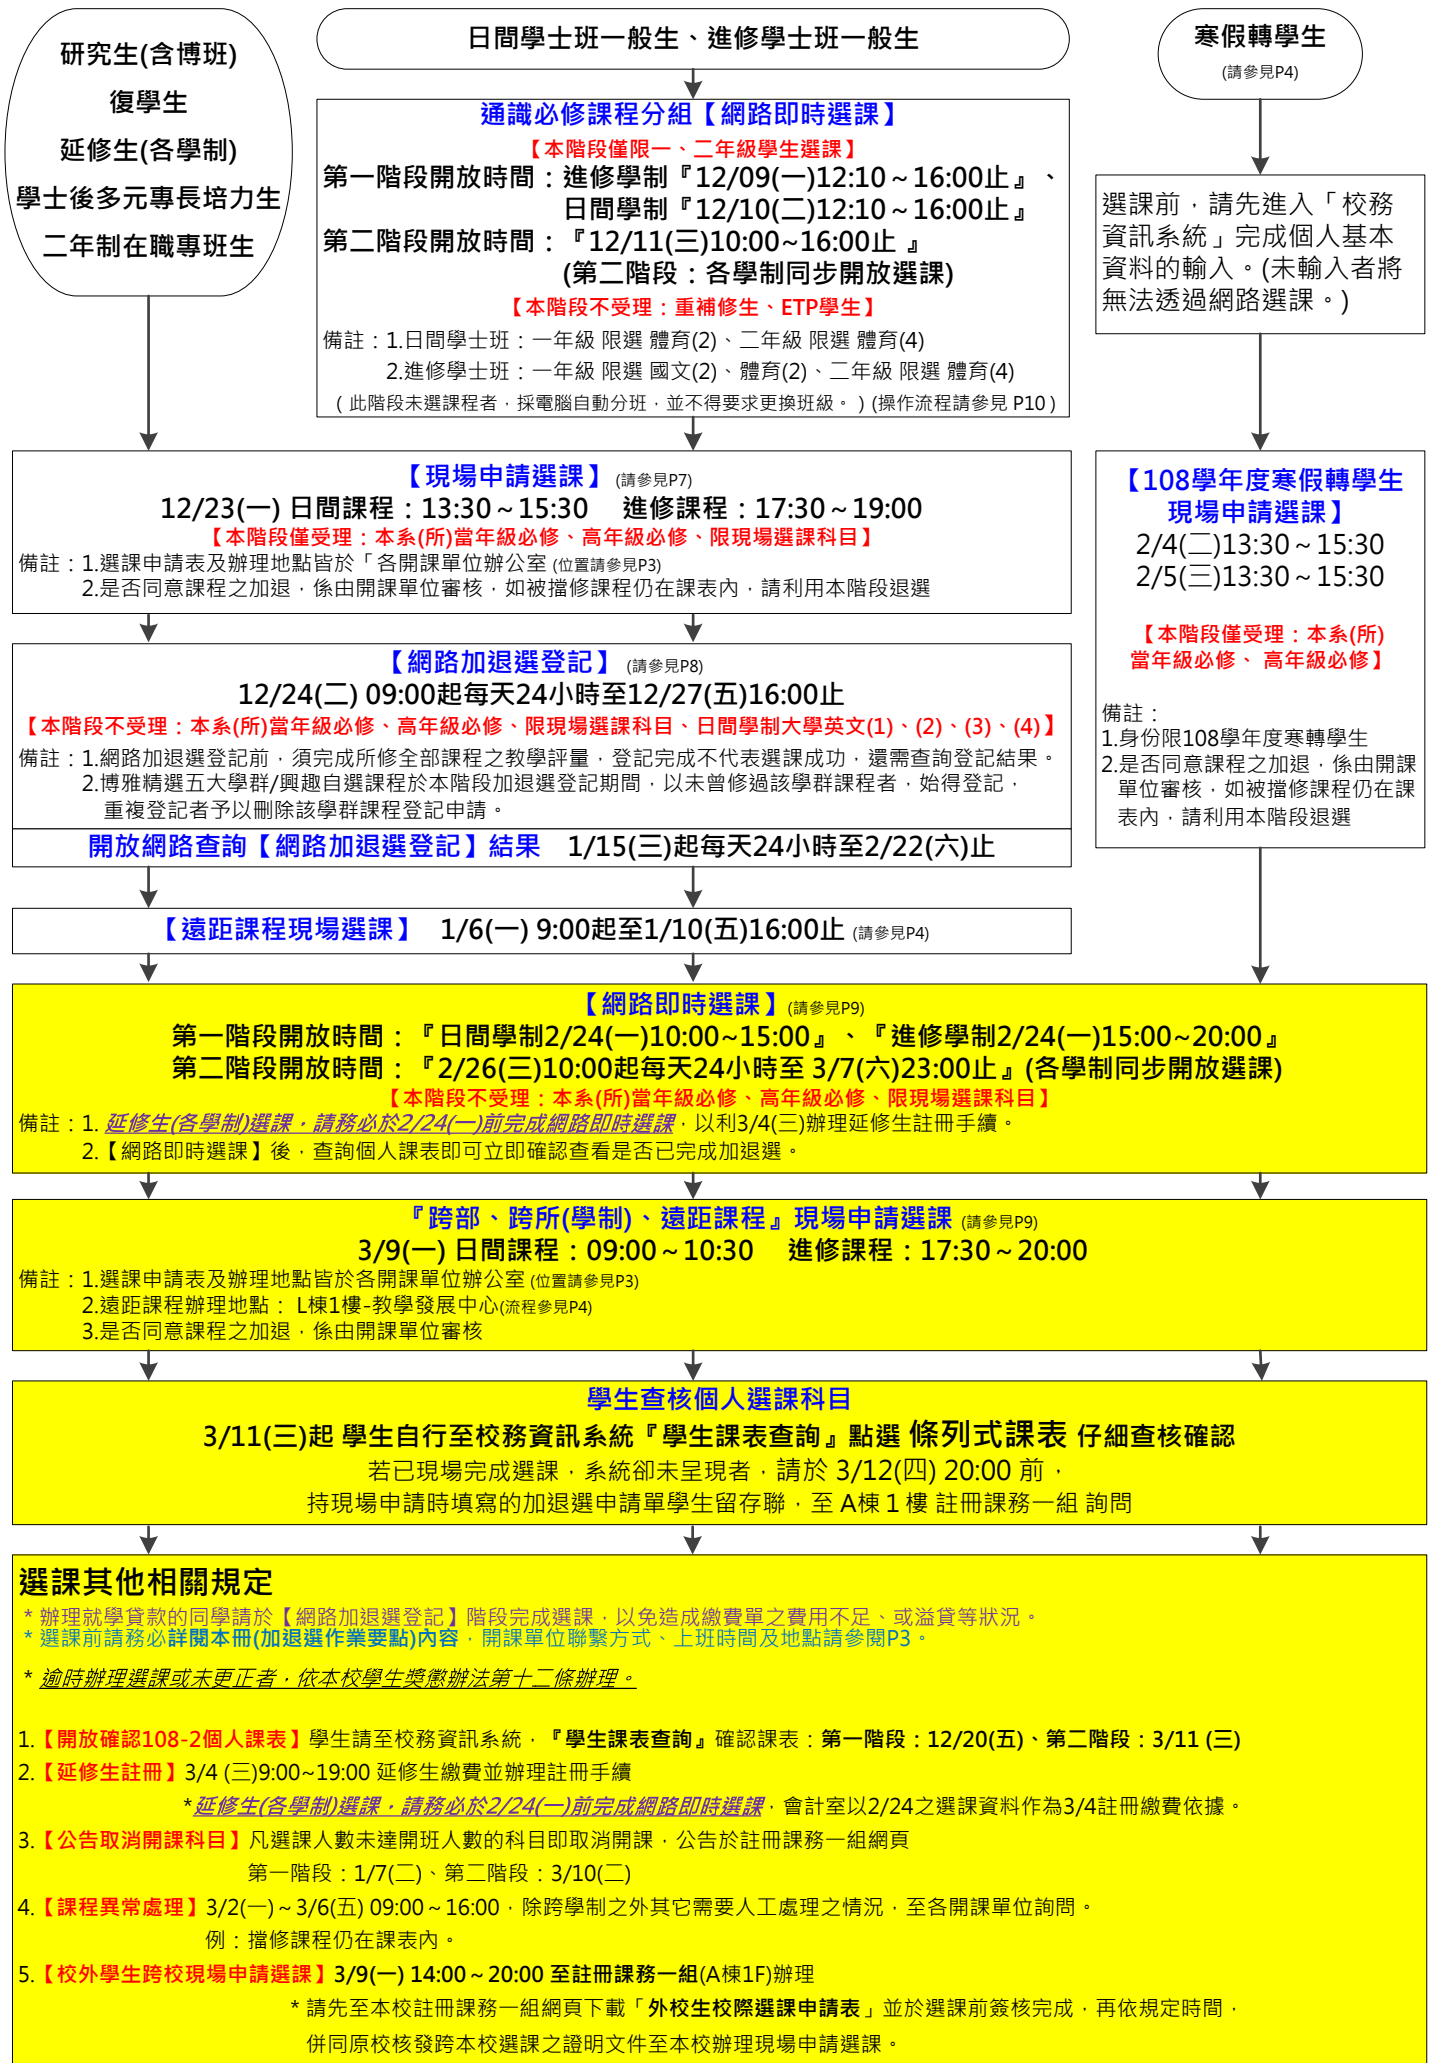 研究生(含博班)
復學生
延修生(各學制)
學士後多元專長培力生
二年制在職專班生
日間學士班一般生、進修學士班一般生
寒假轉學生
(請參見P4)
通識必修課程分組【網路即時選課】
【本階段僅限一、二年級學生選課】
第一階段開放時間：進修學制『12/09(一)12:10～16:00止』、
日間學制『12/10(二)12:10～16:00止』
第二階段開放時間：『12/11(三)10:00~16:00止 』
(第二階段：各學制同步開放選課)
【本階段不受理：重補修生、ETP學生】
備註：1.日間學士班：一年級 限選 體育(2)、二年級 限選 體育(4)
2.進修學士班：一年級 限選 國文(2)、體育(2)、二年級 限選 體育(4)
( 此階段未選課程者，採電腦自動分班，並不得要求更換班級。) (操作流程請參見 P10 )
選課前，請先進入「校務
資訊系統」完成個人基本
資料的輸入。(未輸入者將
無法透過網路選課。)
【現場申請選課】(請參見P7)
12/23(一) 日間課程：13:30～15:30 進修課程：17:30～19:00
【本階段僅受理：本系(所)當年級必修、高年級必修、限現場選課科目】
備註：1.選課申請表及辦理地點皆於「各開課單位辦公室 (位置請參見P3)
2.是否同意課程之加退，係由開課單位審核，如被擋修課程仍在課表內，請利用本階段退選
【108學年度寒假轉學生
現場申請選課】
2/4(二)13:30～15:30
2/5(三)13:30～15:30
【本階段僅受理：本系(所)
當年級必修、 高年級必修】
備註：
1.身份限108學年度寒轉學生
2.是否同意課程之加退，係由開課
單位審核，如被擋修課程仍在課
表內，請利用本階段退選
【網路加退選登記】 (請參見P8)
12/24(二) 09:00起每天24小時至12/27(五)16:00止
【本階段不受理：本系(所)當年級必修、高年級必修、限現場選課科目、日間學制大學英文(1)、(2)、(3)、(4)】
備註：1.網路加退選登記前，須完成所修全部課程之教學評量，登記完成不代表選課成功，還需查詢登記結果。
2.博雅精選五大學群/興趣自選課程於本階段加退選登記期間，以未曾修過該學群課程者，始得登記，
重複登記者予以刪除該學群課程登記申請。
開放網路查詢【網路加退選登記】結果 1/15(三)起每天24小時至2/22(六)止
【遠距課程現場選課】 1/6(一) 9:00起至1/10(五)16:00止 (請參見P4)
【網路即時選課】(請參見P9)
第一階段開放時間：『日間學制2/24(一)10:00~15:00』、『進修學制2/24(一)15:00~20:00』
第二階段開放時間：『2/26(三)10:00起每天24小時至 3/7(六)23:00止』(各學制同步開放選課)
【本階段不受理：本系(所)當年級必修、高年級必修、限現場選課科目】
備註：1. 延修生(各學制)選課，請務必於2/24(一)前完成網路即時選課，以利3/4(三)辦理延修生註冊手續。
2.【網路即時選課】後，查詢個人課表即可立即確認查看是否已完成加退選。
『跨部、跨所(學制)、遠距課程』現場申請選課 (請參見P9)
3/9(一) 日間課程：09:00～10:30 進修課程：17:30～20:00
備註：1.選課申請表及辦理地點皆於各開課單位辦公室 (位置請參見P3)
2.遠距課程辦理地點： L棟1樓-教學發展中心(流程參見P4)
3.是否同意課程之加退，係由開課單位審核
學生查核個人選課科目
3/11(三)起 學生自行至校務資訊系統『學生課表查詢』點選 條列式課表 仔細查核確認
若已現場完成選課，系統卻未呈現者，請於 3/12(四) 20:00 前，
持現場申請時填寫的加退選申請單學生留存聯，至 A棟 1 樓 註冊課務一組 詢問
選課其他相關規定
* 辦理就學貸款的同學請於【網路加退選登記】階段完成選課，以免造成繳費單之費用不足、或溢貸等狀況。
* 選課前請務必詳閱本冊(加退選作業要點)內容，開課單位聯繫方式、上班時間及地點請參閱P3。
* 逾時辦理選課或未更正者，依本校學生獎懲辦法第十二條辦理。
1.【開放確認108-2個人課表】學生請至校務資訊系統，『學生課表查詢』確認課表：第一階段：12/20(五)、第二階段：3/11 (三)
2.【延修生註冊】3/4 (三)9:00~19:00 延修生繳費並辦理註冊手續
*延修生(各學制)選課，請務必於2/24(一)前完成網路即時選課，會計室以2/24之選課資料作為3/4註冊繳費依據。
3.【公告取消開課科目】凡選課人數未達開班人數的科目即取消開課，公告於註冊課務一組網頁
第一階段：1/7(二)、第二階段：3/10(二)
4.【課程異常處理】3/2(一)～3/6(五) 09:00～16:00，除跨學制之外其它需要人工處理之情況，至各開課單位詢問。
例：擋修課程仍在課表內。
5.【校外學生跨校現場申請選課】3/9(一) 14:00～20:00 至註冊課務一組(A棟1F)辦理
* 請先至本校註冊課務一組網頁下載「外校生校際選課申請表」並於選課前簽核完成，再依規定時間，
併同原校核發跨本校選課之證明文件至本校辦理現場申請選課。